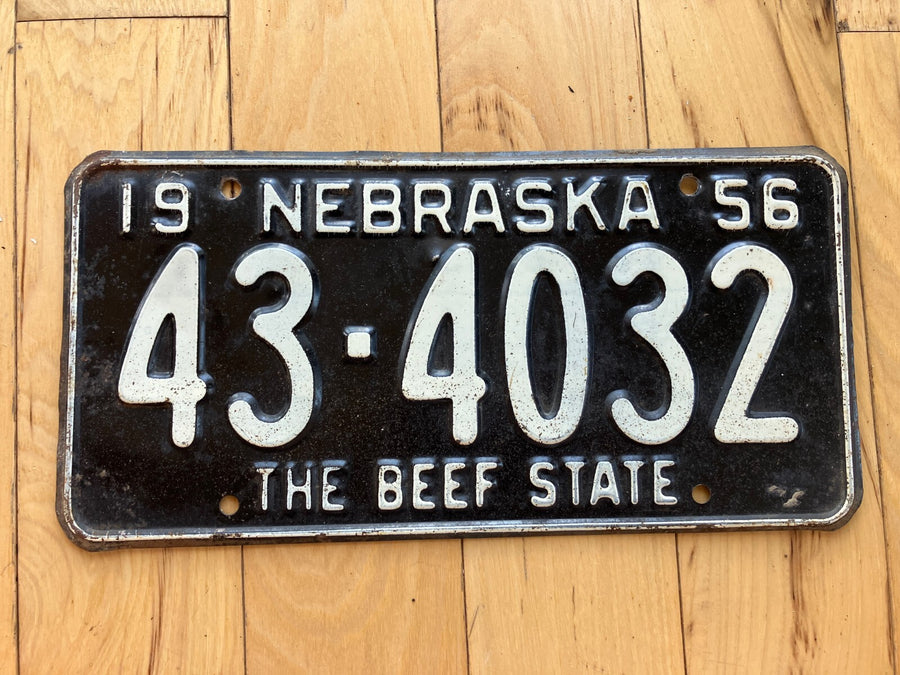 19 NEBRASKA 56
43·4032
THE BEEF STATE